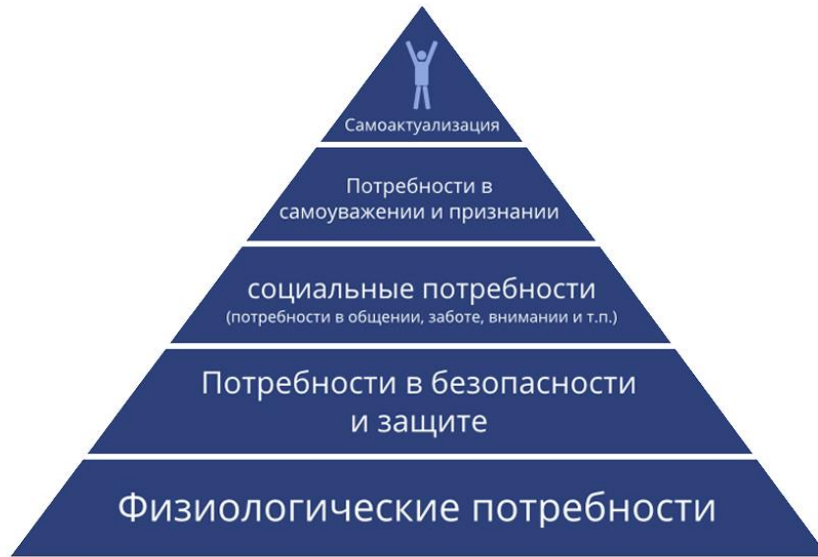 Самоактуализация
Потребности в
самоуважении и признании
социальные потребности
(потребности в общении, заботе, внимании и т.п.)
Потребности в безопасности
и защите
Физиологические потребности